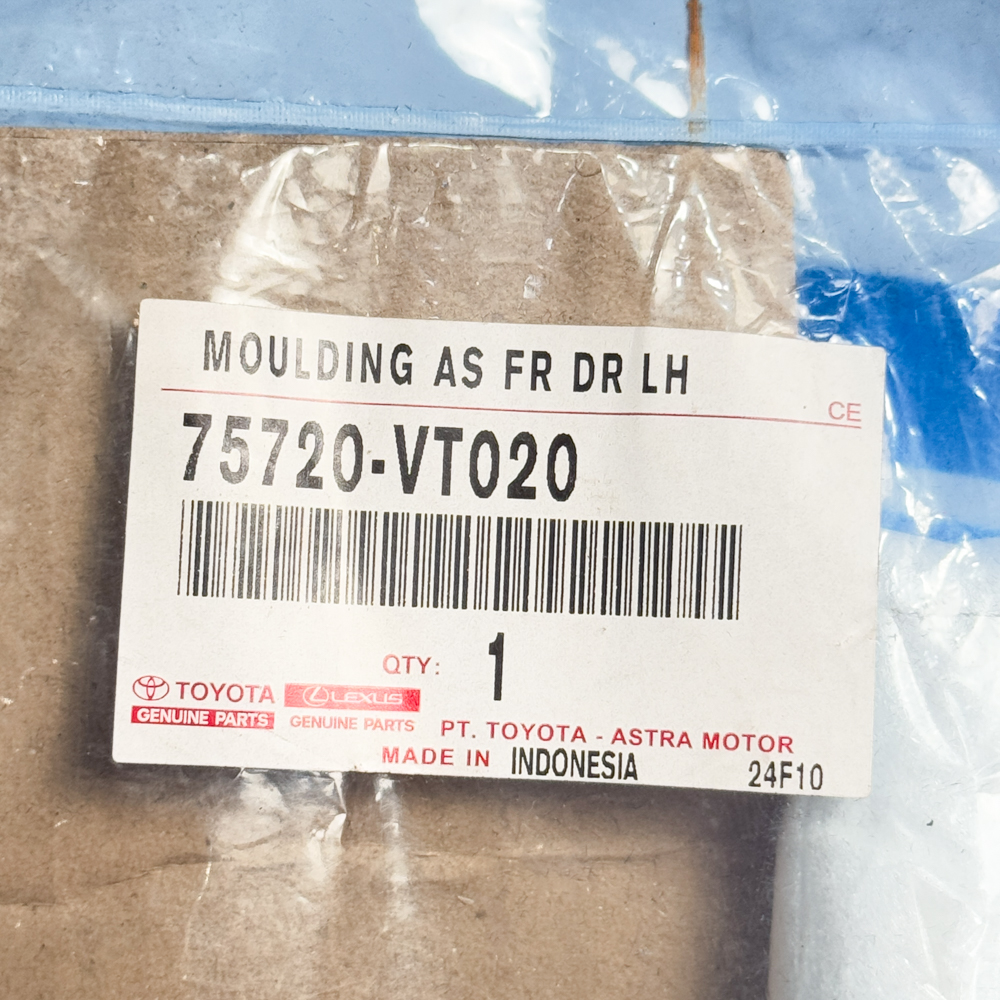 MOULDING AS FR DR LH
CE
75720-VT020
QTY: 1
TOYOTA LEXUS
GENUINE PARTS GENUINE PARTS
PT. TOYOTA - ASTRA MOTOR
MADE IN INDONESIA 24F10